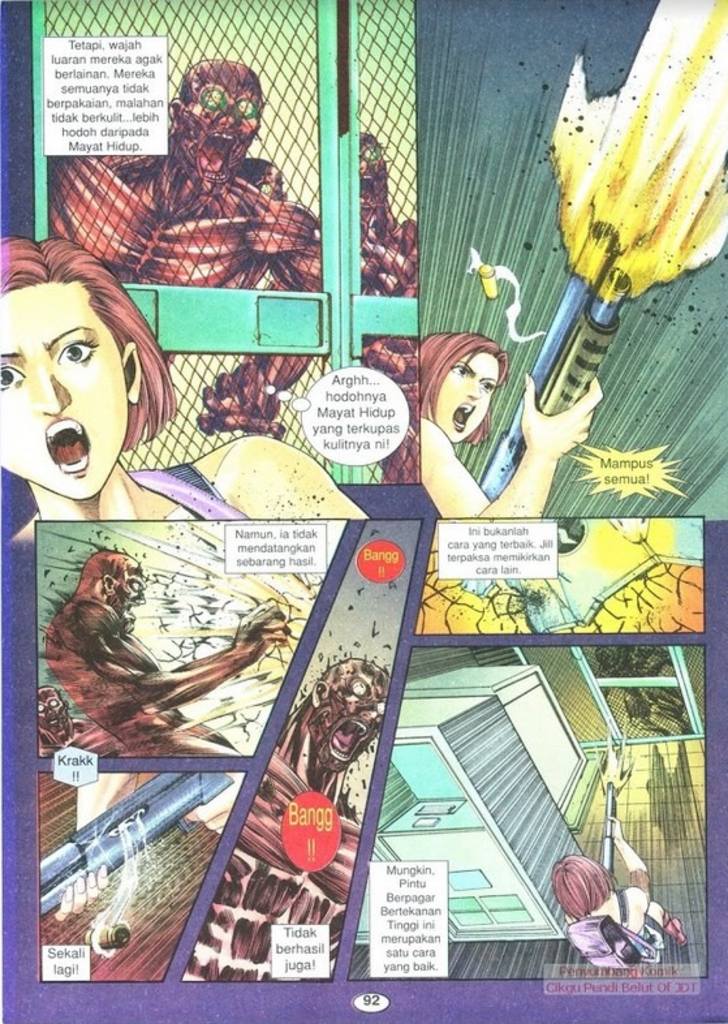 Tetapi, wajah
luaran mereka agak
berlainan. Mereka
semuanya tidak
berpakaian, malahan
tidak berkulit...lebih
hodoh daripada
Mayat Hidup.
Arghh...
hodohnya
Mayat Hidup
yang terkupas
kulitnya ni!
Mampus
semua!
Namun, ia tidak
mendatangkan
sebarang hasil.
Bangg
!!
Ini bukanlah
cara yang terbaik. Jill
terpaksa memikirkan
cara lain.
Krakk
!!
Sekali
lagi!
Bangg
!!
Tidak
berhasil
juga!
Mungkin,
Pintu
Berpagar
Bertekanan
Tinggi ini
merupakan
satu cara
yang baik.
Penyumbang Komik:
Cikgu Pendi Belut Of JDT
92